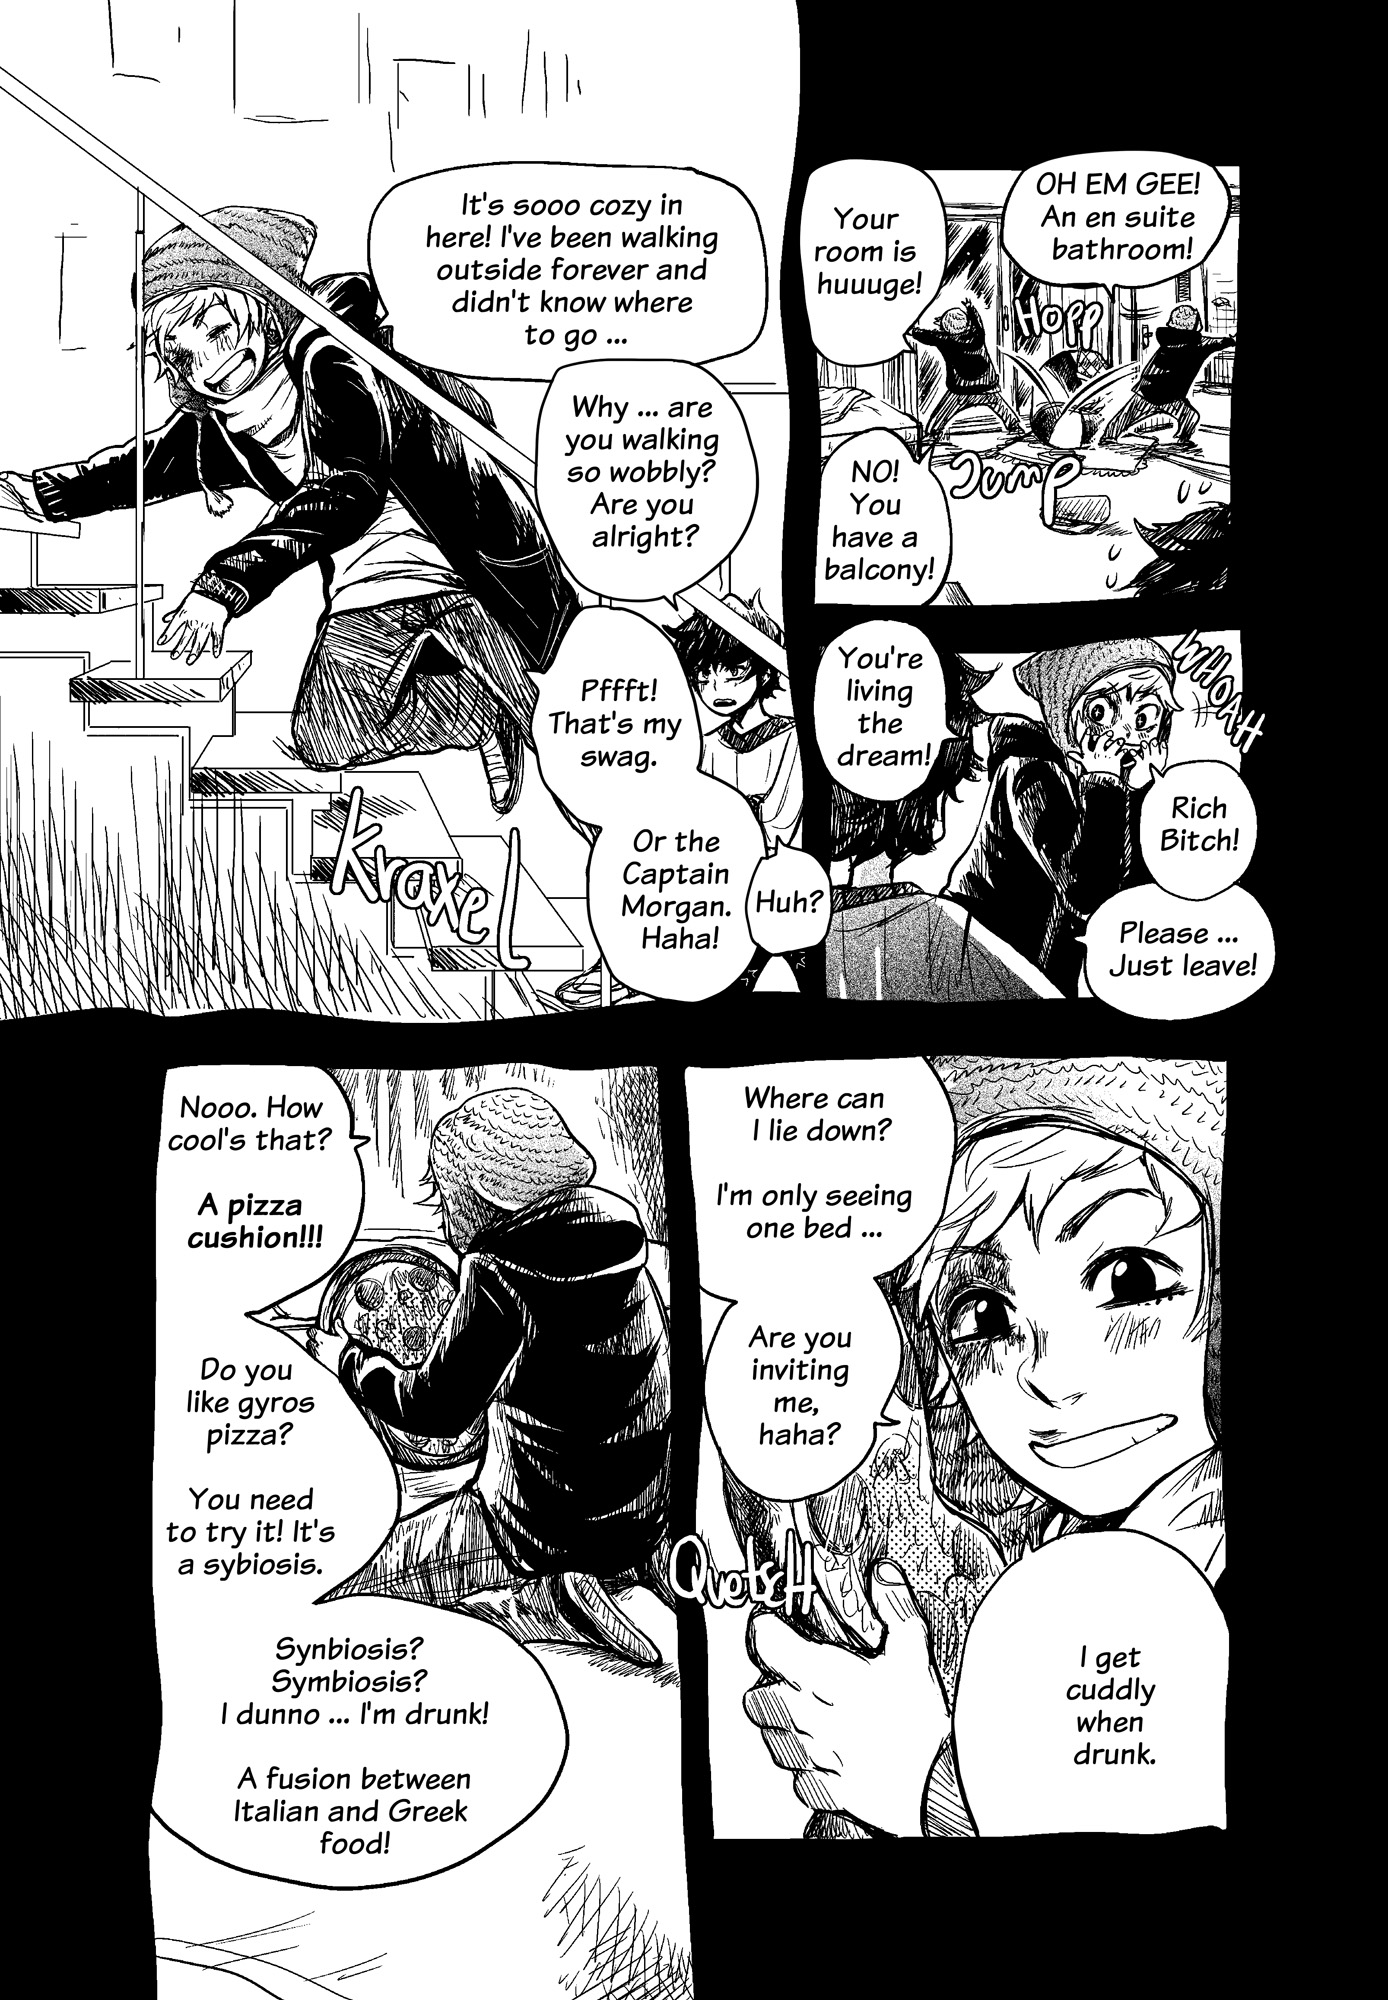 It's sooo cozy in
here! I've been walking
outside forever and
didn't know where
to go ...
Why ... are
you walking
so wobbly?
Are you
alright?
Pffft!
That's my
swag.
Or the
Captain
Morgan.
Haha!
Huh?
Kraxel
Your
room is
huuuge!
OH EM GEE!
An en suite
bathroom!
HOPP
JUMP
NO!
You
have a
balcony!
You're
living
the
dream!
WHOAH
Rich
Bitch!
Please ...
Just leave!
Nooo. How
cool's that?
A pizza
cushion!!!
Do you
like gyros
pizza?
You need
to try it! It's
a sybiosis.
Synbiosis?
Symbiosis?
I dunno ... I'm drunk!
A fusion between
Italian and Greek
food!
Where can
I lie down?
I'm only seeing
one bed ...
Are you
inviting
me,
haha?
QuetscH
I get
cuddly
when
drunk.